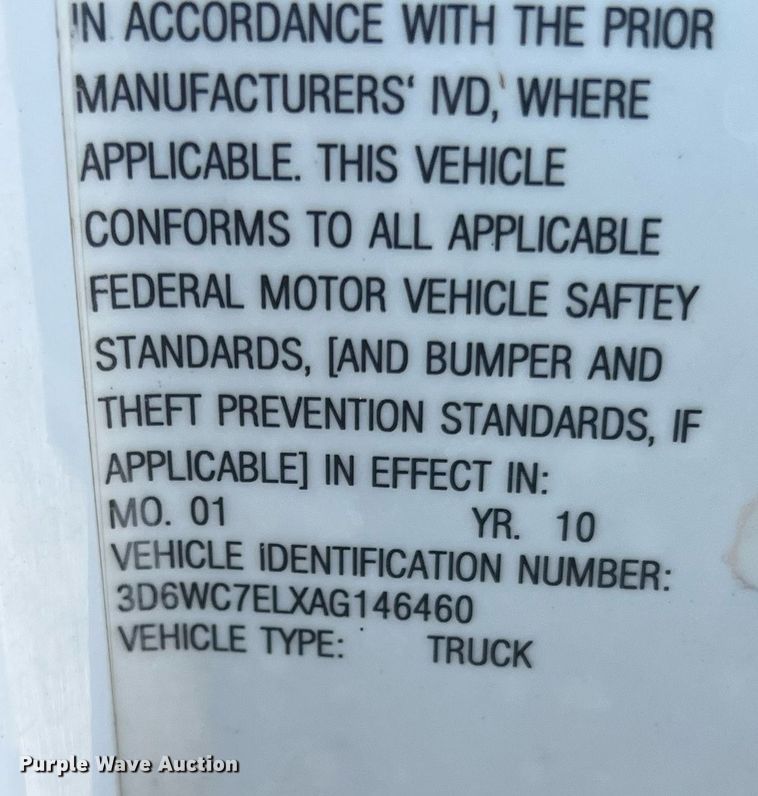 IN ACCORDANCE WITH THE PRIOR
MANUFACTURERS' IVD, WHERE
APPLICABLE. THIS VEHICLE
CONFORMS TO ALL APPLICABLE
FEDERAL MOTOR VEHICLE SAFTEY
STANDARDS, [AND BUMPER AND
THEFT PREVENTION STANDARDS, IF
APPLICABLE] IN EFFECT IN:
MO. 01 YR. 10
VEHICLE IDENTIFICATION NUMBER:
3D6WC7ELXAG146460
VEHICLE TYPE: TRUCK
Purple Wave Auction